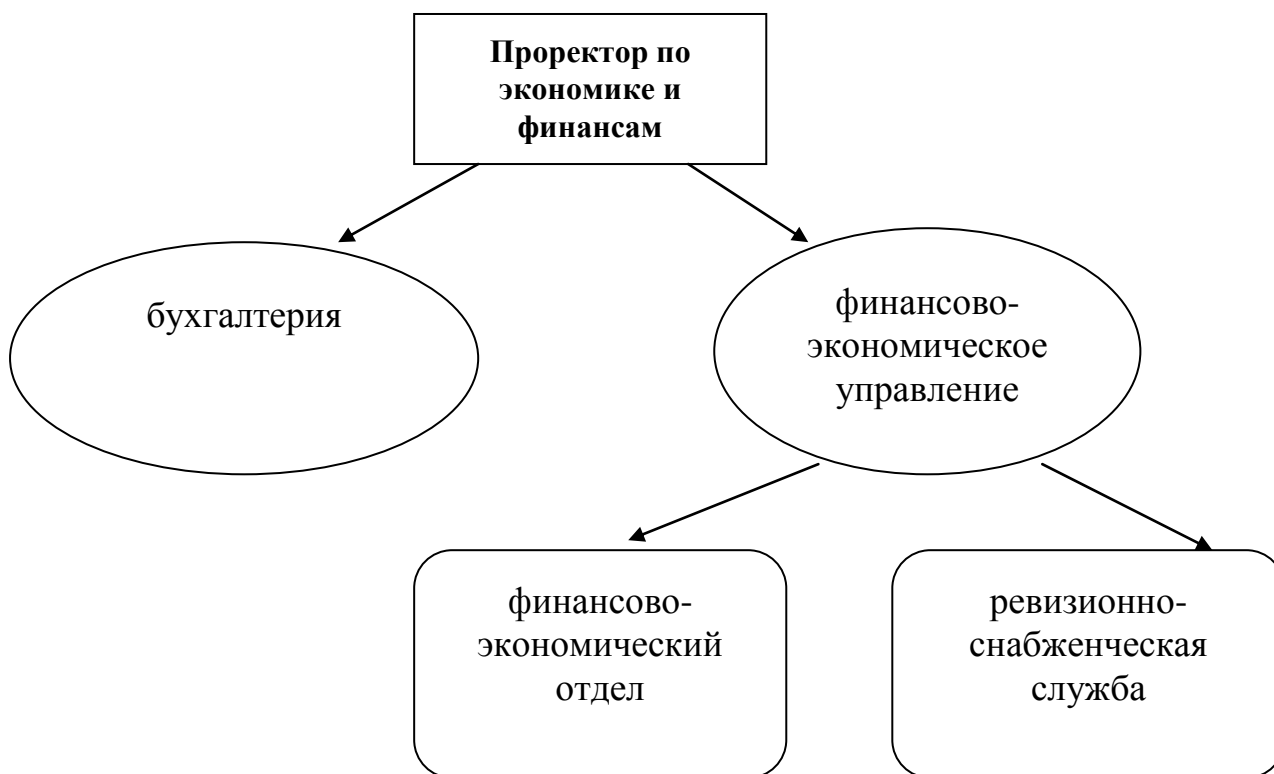 Проректор по
экономике и
финансам
бухгалтерия
финансово-
экономическое
управление
финансово-
экономический
отдел
ревизионно-
снабженческая
служба